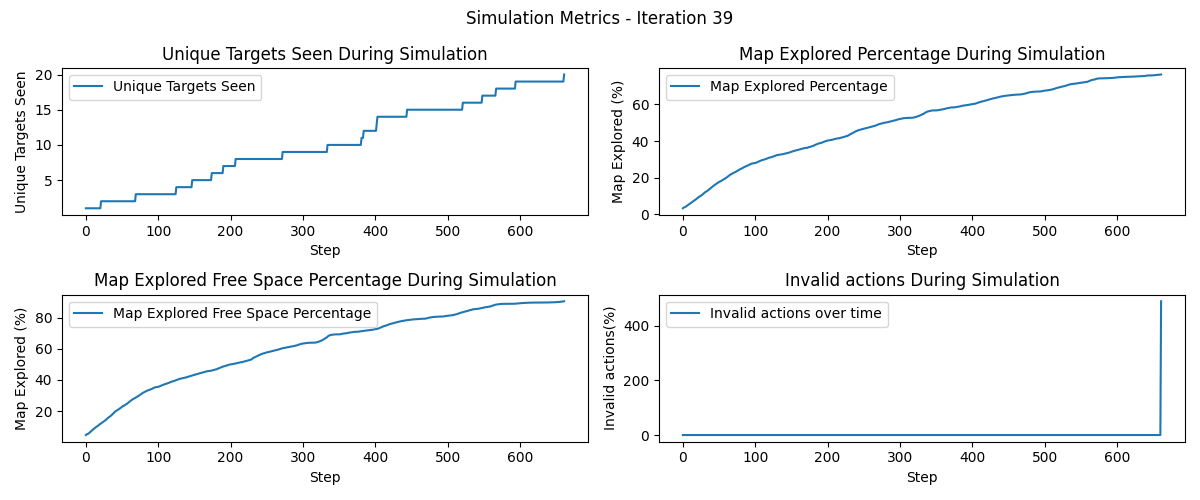 Simulation Metrics - Iteration 39
Unique Targets Seen During Simulation
Unique Targets Seen
Unique Targets Seen
20
15
10
5
0 100 200 300 400 500 600
Step
Map Explored Percentage During Simulation
Map Explored Percentage
Map Explored (%)
60
40
20
0
0 100 200 300 400 500 600
Step
Map Explored Free Space Percentage During Simulation
Map Explored Free Space Percentage
Map Explored (%)
80
60
40
20
0 100 200 300 400 500 600
Step
Invalid actions During Simulation
Invalid actions over time
Invalid actions(%)
400
200
0
0 100 200 300 400 500 600
Step